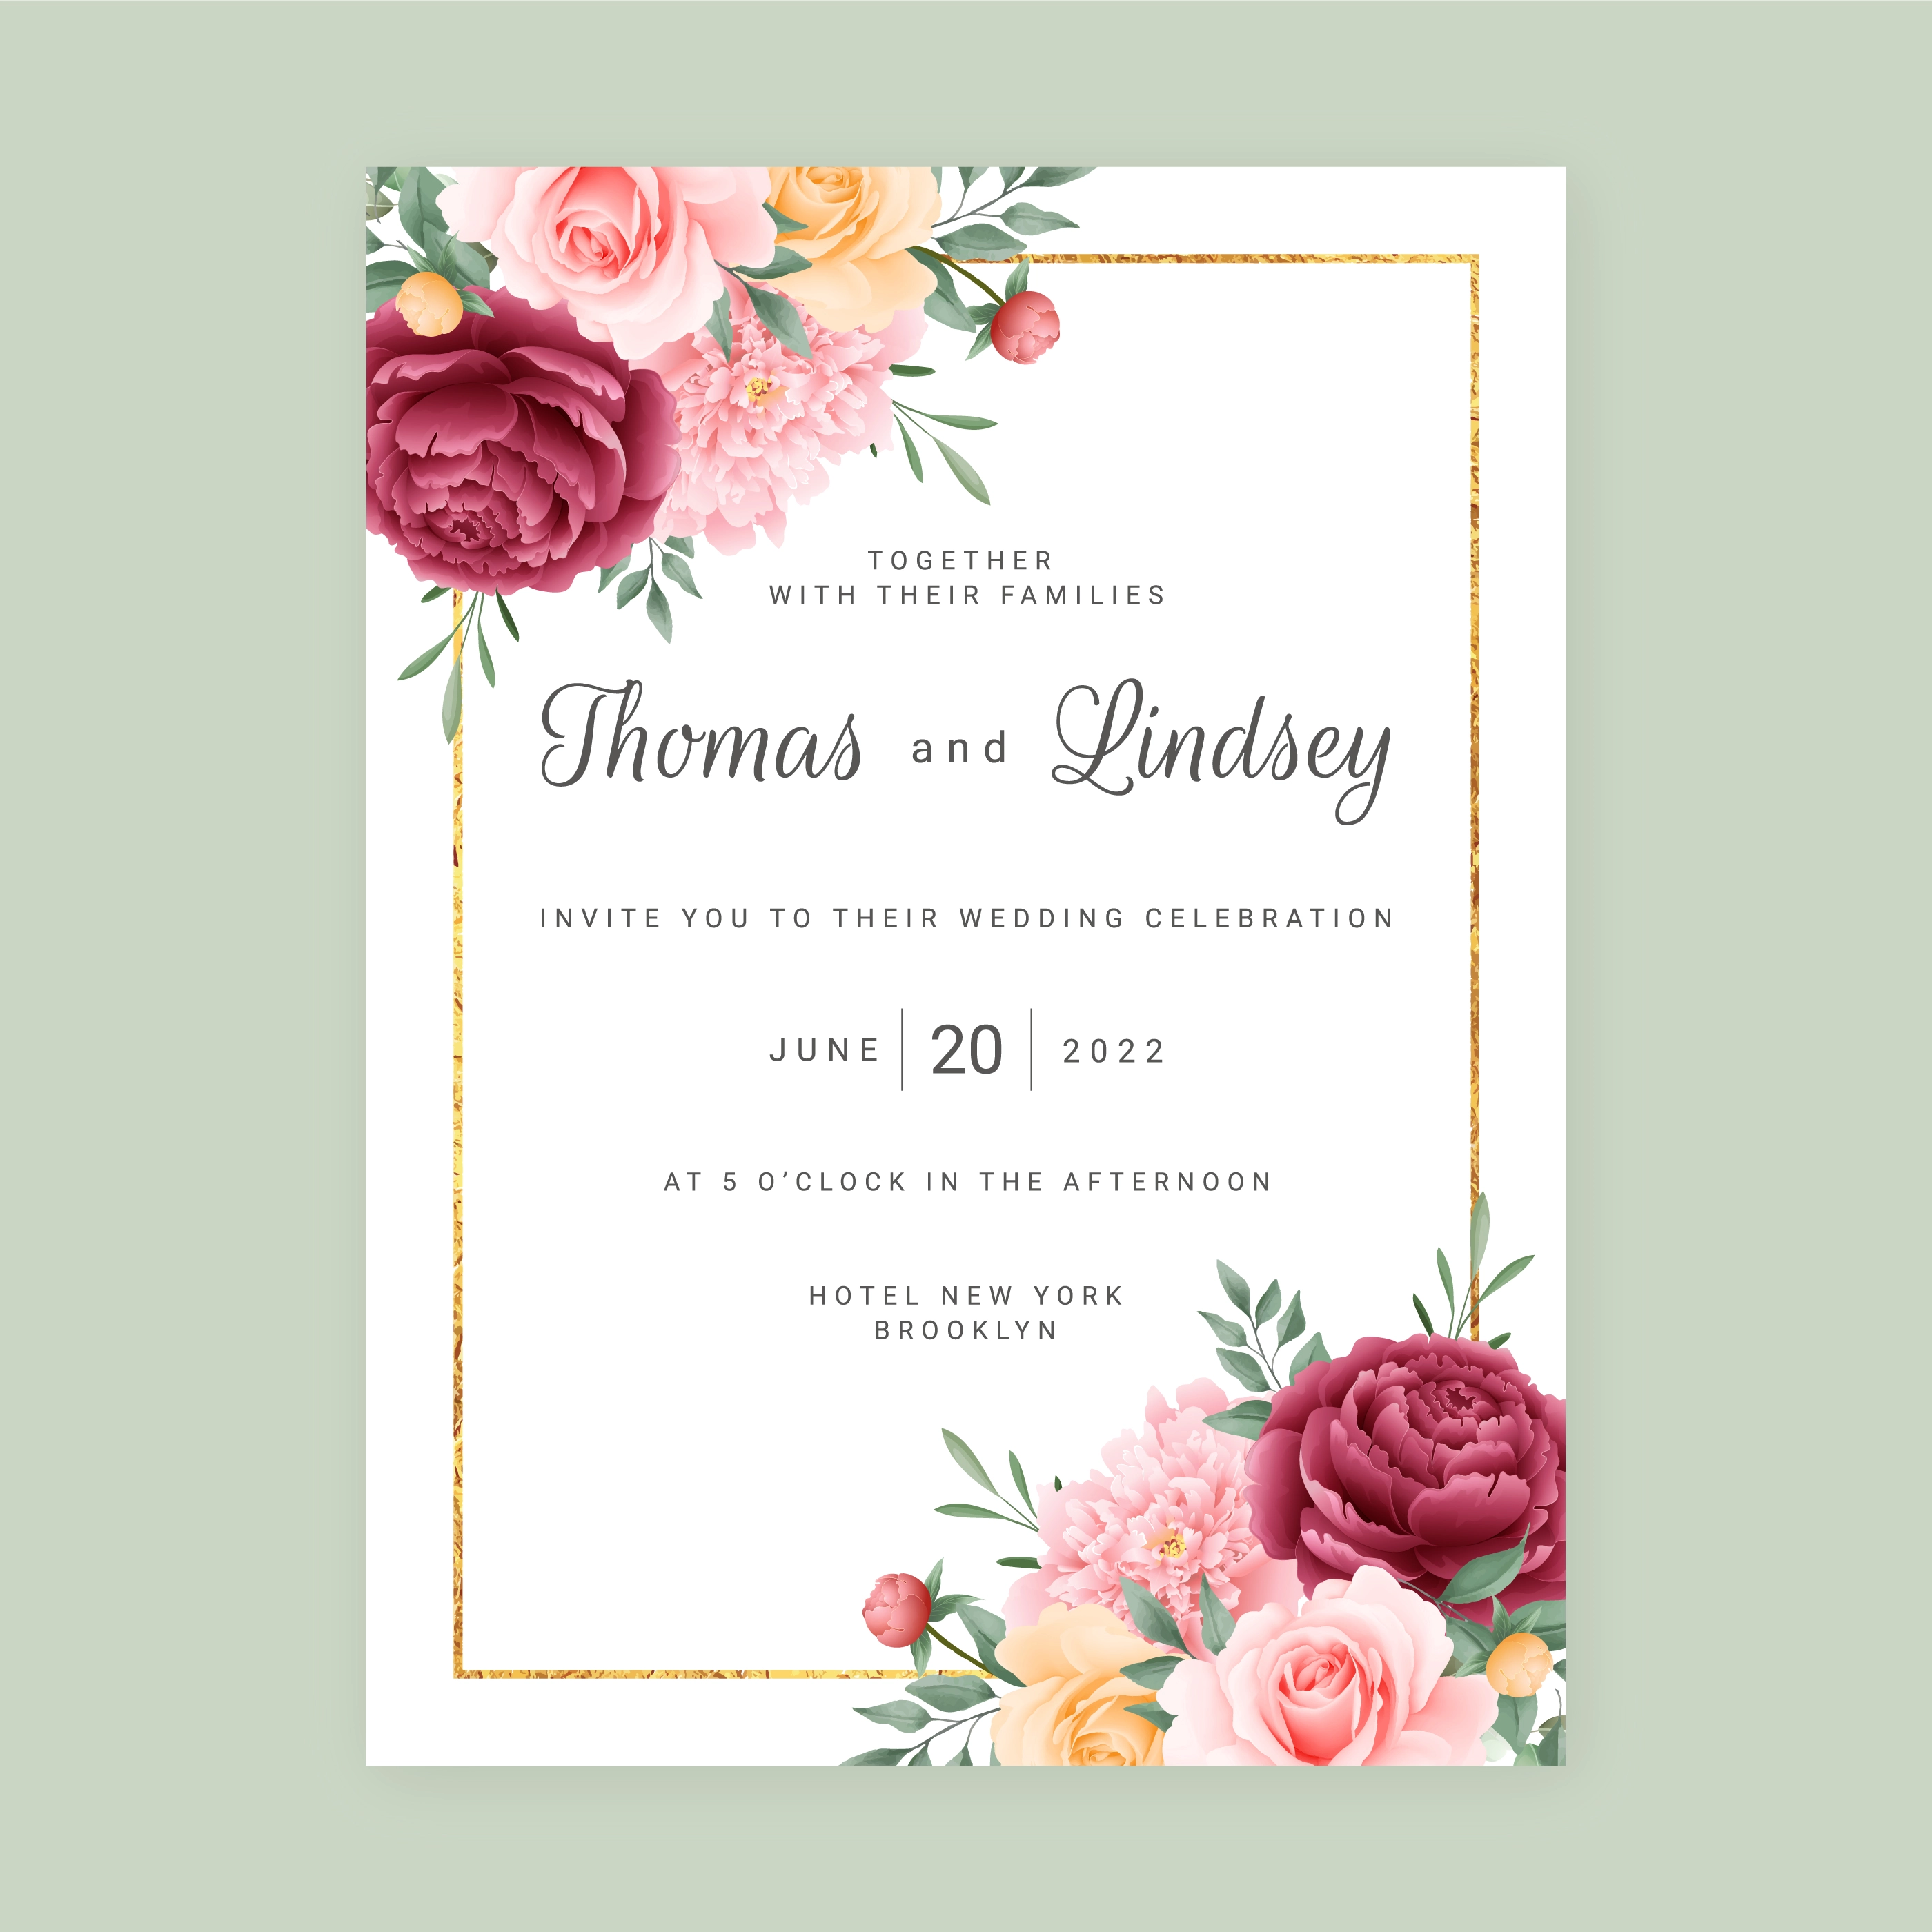 TOGETHER
WITH THEIR FAMILIES
Thomas and Lindsey
INVITE YOU TO THEIR WEDDING CELEBRATION
JUNE 20 2022
AT 5 O’CLOCK IN THE AFTERNOON
HOTEL NEW YORK
BROOKLYN